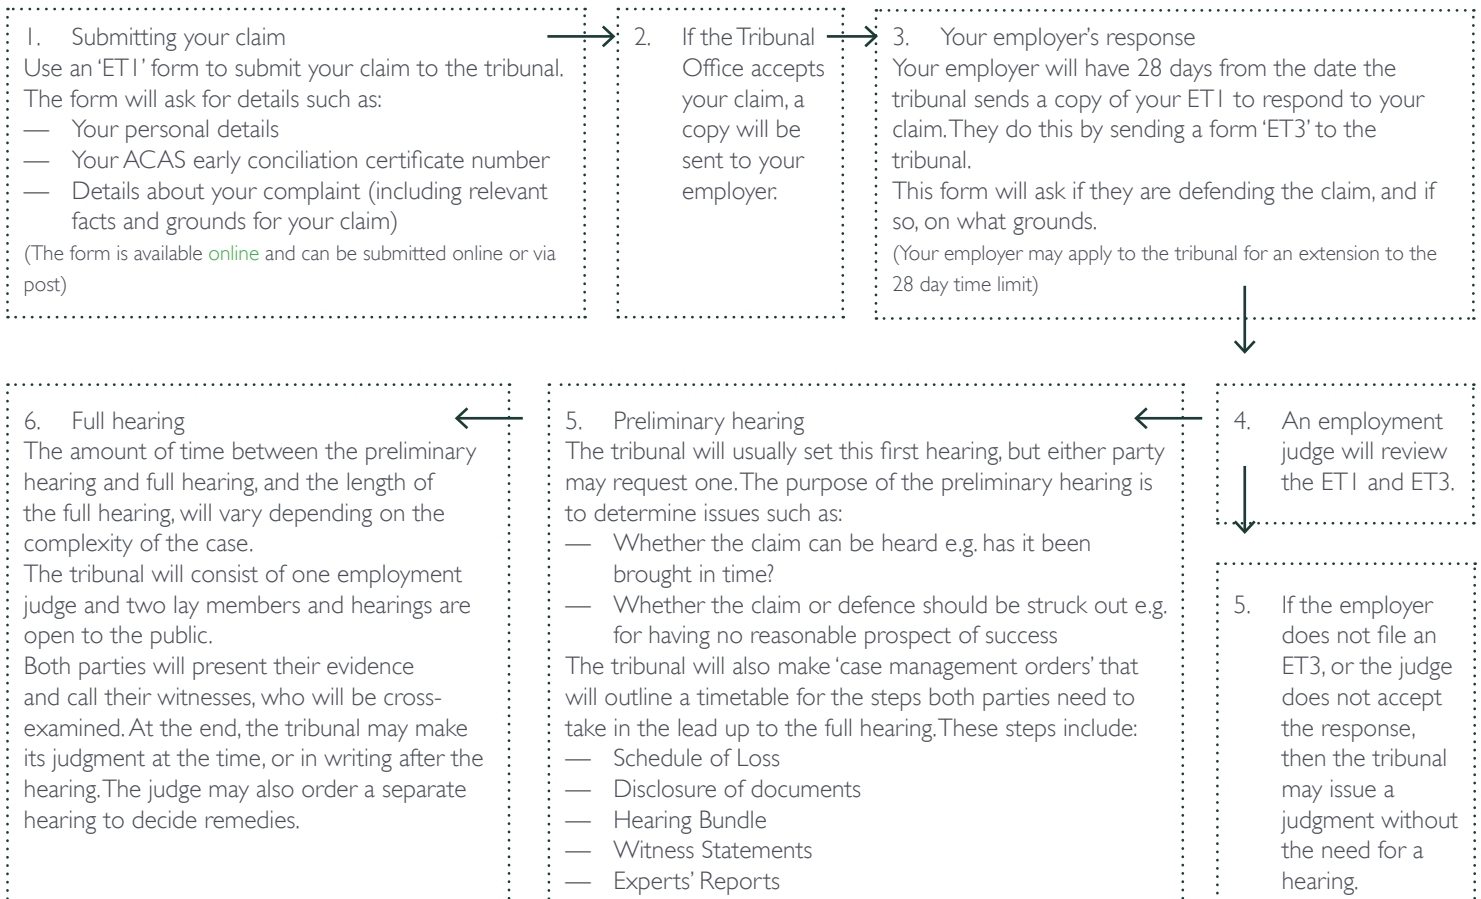 1. Submitting your claim
Use an ‘ET1’ form to submit your claim to the tribunal.
The form will ask for details such as:
— Your personal details
— Your ACAS early conciliation certificate number
— Details about your complaint (including relevant
facts and grounds for your claim)
(The form is available online and can be submitted online or via
post)
2. If the Tribunal
Office accepts
your claim, a
copy will be
sent to your
employer.
3. Your employer’s response
Your employer will have 28 days from the date the
tribunal sends a copy of your ET1 to respond to your
claim. They do this by sending a form ‘ET3’ to the
tribunal.
This form will ask if they are defending the claim, and if
so, on what grounds.
(Your employer may apply to the tribunal for an extension to the
28 day time limit)
4. An employment
judge will review
the ET1 and ET3.
5. Preliminary hearing
The tribunal will usually set this first hearing, but either party
may request one. The purpose of the preliminary hearing is
to determine issues such as:
— Whether the claim can be heard e.g. has it been
brought in time?
— Whether the claim or defence should be struck out e.g.
for having no reasonable prospect of success
The tribunal will also make ‘case management orders’ that
will outline a timetable for the steps both parties need to
take in the lead up to the full hearing. These steps include:
— Schedule of Loss
— Disclosure of documents
— Hearing Bundle
— Witness Statements
— Experts’ Reports
5. If the employer
does not file an
ET3, or the judge
does not accept
the response,
then the tribunal
may issue a
judgment without
the need for a
hearing.
6. Full hearing
The amount of time between the preliminary
hearing and full hearing, and the length of
the full hearing, will vary depending on the
complexity of the case.
The tribunal will consist of one employment
judge and two lay members and hearings are
open to the public.
Both parties will present their evidence
and call their witnesses, who will be cross-
examined. At the end, the tribunal may make
its judgment at the time, or in writing after the
hearing. The judge may also order a separate
hearing to decide remedies.